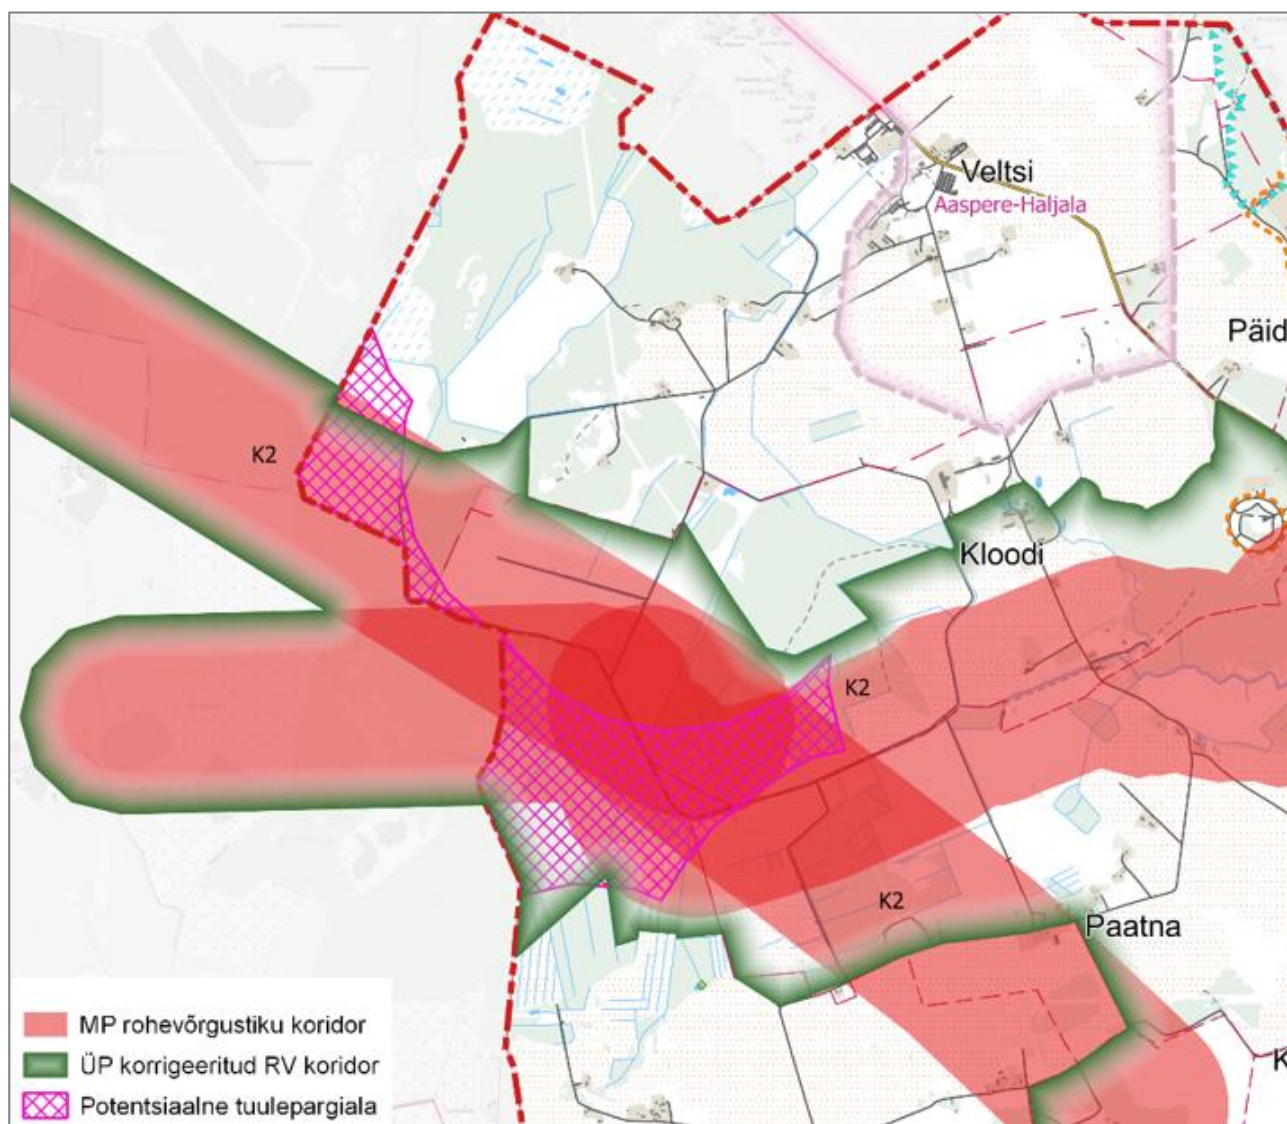 Veltsi
Aaspere-Haljala
Päid
K2
Kloodi
K2
K2
Paatna
K
MP rohevõrgustiku koridor
ÜP korrigeeritud RV koridor
Potentsiaalne tuulepargiala